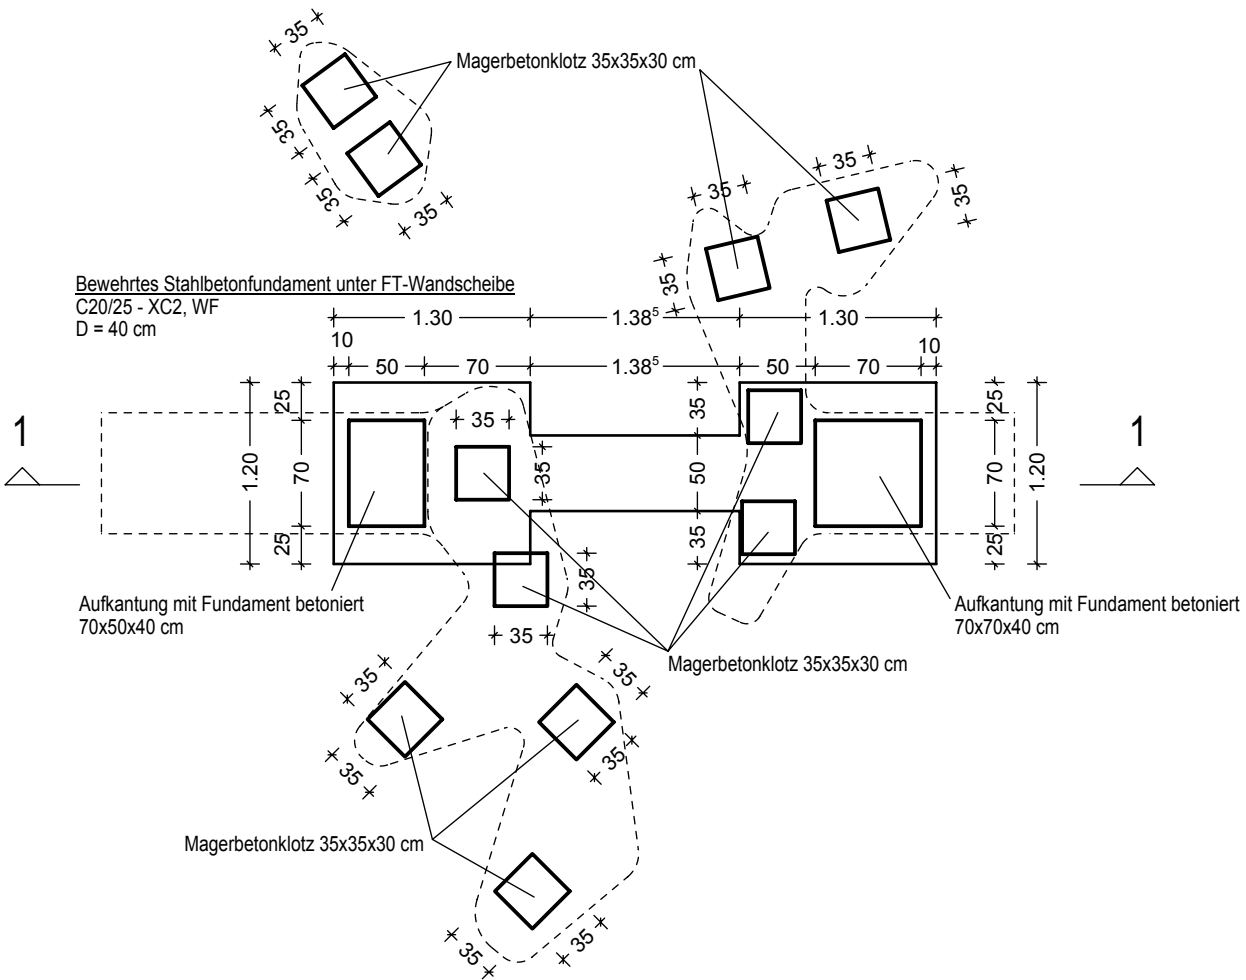 35
Magerbetonklotz 35x35x30 cm
35
35
35
35
35
35
35
Bewehrtes Stahlbetonfundament unter FT-Wandscheibe
C20/25 - XC2, WF
D = 40 cm
1.30 1.38⁵ 1.30
10 50 70 1.38⁵ 50 70 10
25 35 35 25
1 1.20 70 35 50 70 1.20 1
25 35 35 25
Aufkantung mit Fundament betoniert
70x50x40 cm
Aufkantung mit Fundament betoniert
70x70x40 cm
35
Magerbetonklotz 35x35x30 cm
35
35
35
35
Magerbetonklotz 35x35x30 cm
35
35